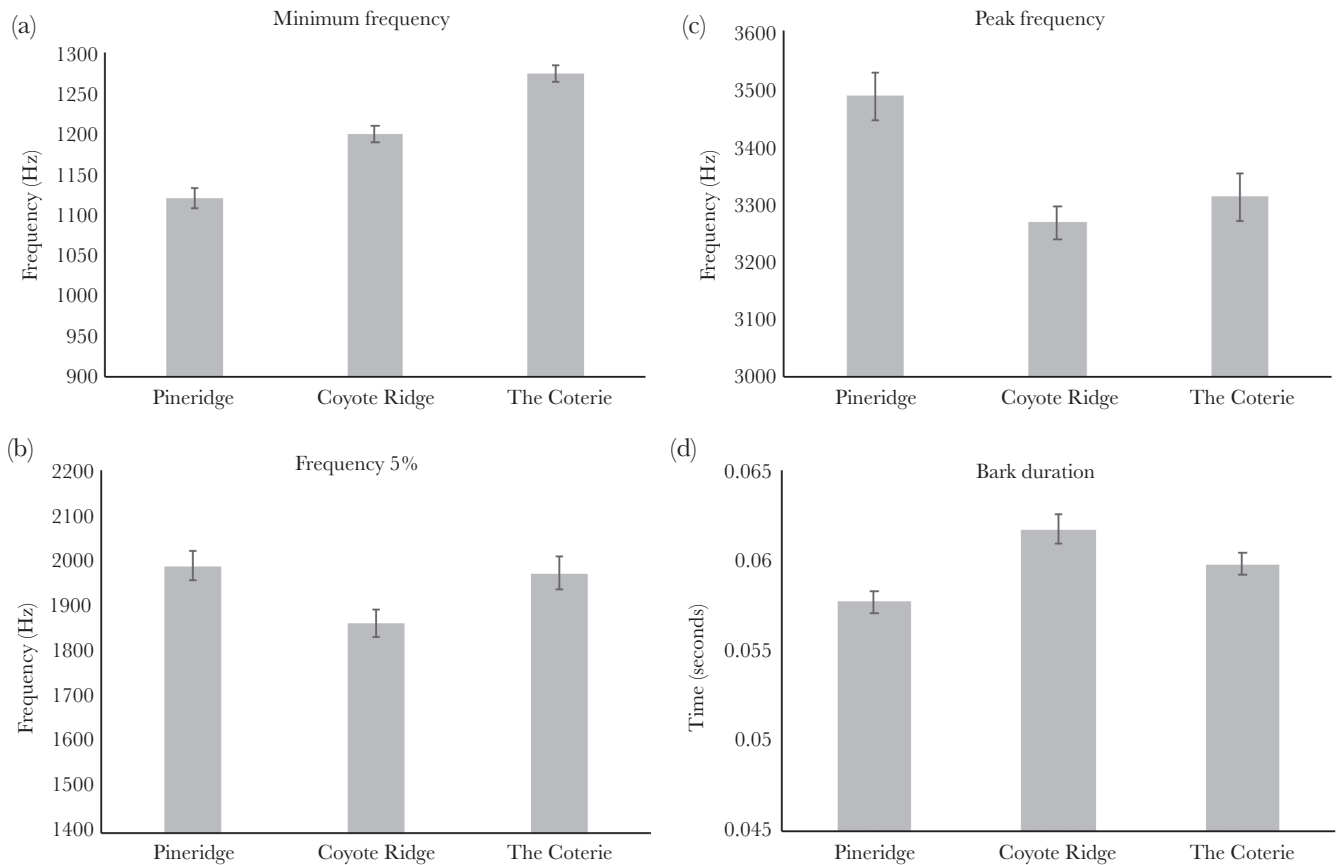 (a)
Minimum frequency
Frequency (Hz)
1300
1250
1200
1150
1100
1050
1000
950
900
Pineridge Coyote Ridge The Coterie
(c)
Peak frequency
Frequency (Hz)
3600
3500
3400
3300
3200
3100
3000
Pineridge Coyote Ridge The Coterie
(b)
Frequency 5%
Frequency (Hz)
2200
2100
2000
1900
1800
1700
1600
1500
1400
Pineridge Coyote Ridge The Coterie
(d)
Bark duration
Time (seconds)
0.065
0.06
0.055
0.05
0.045
Pineridge Coyote Ridge The Coterie